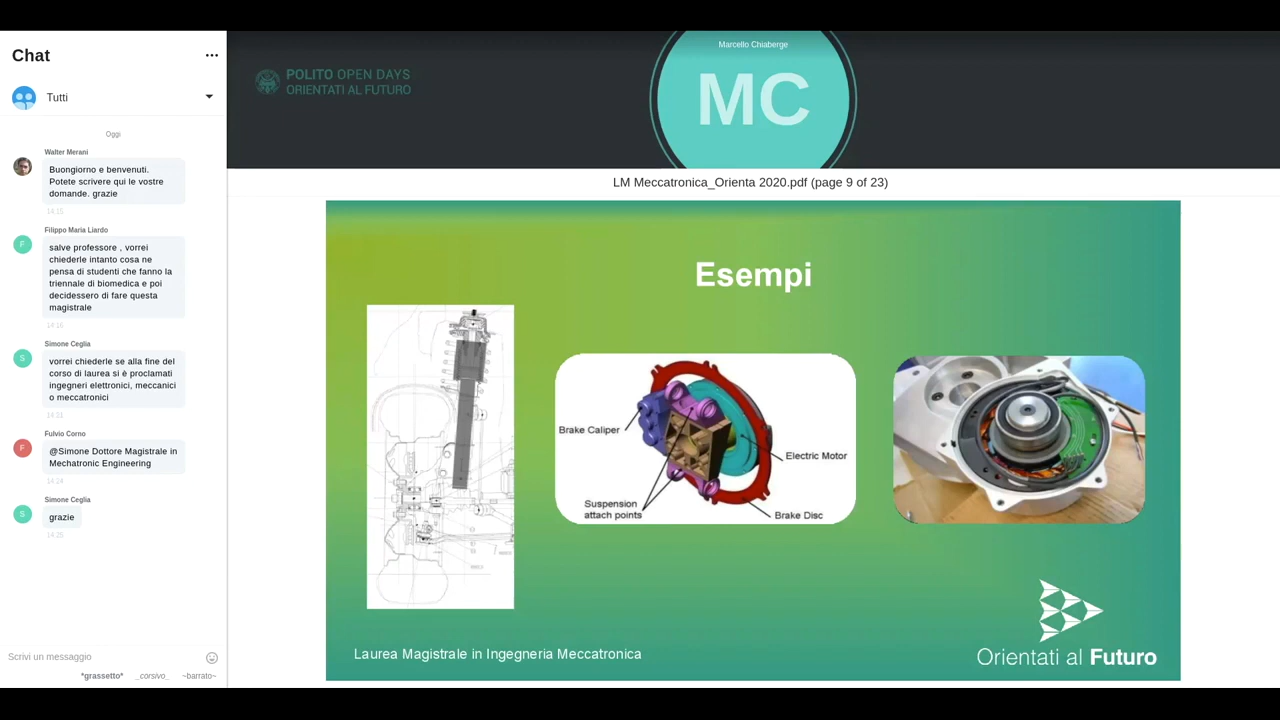 Chat
Tutti
Oggi
Walter Merani
Buongiorno e benvenuti.
Potete scrivere qui le vostre
domande. grazie
14:15
Filippo Maria Liardo
salve professore , vorrei
chiederle intanto cosa ne
pensa di studenti che fanno la
triennale di biomedica e poi
decidessero di fare questa
magistrale
14:16
Simone Ceglia
vorrei chiederle se alla fine del
corso di laurea si è proclamati
ingegneri elettronici, meccanici
o meccatronici
Fulvio Corno
@Simone Dottore Magistrale in
Mechatronic Engineering
Simone Ceglia
grazie
Scrivi un messaggio
*grassetto* _corsivo_ ~barrato~
POLITO OPEN DAYS
ORIENTATI AL FUTURO
Marcello Chiaberge
MC
LM Meccatronica_Orienta 2020.pdf (page 9 of 23)
Esempi
Brake Caliper
Electric Motor
Suspension
attach points
Brake Disc
Laurea Magistrale in Ingegneria Meccatronica
Orientati al Futuro
F
S
F
S